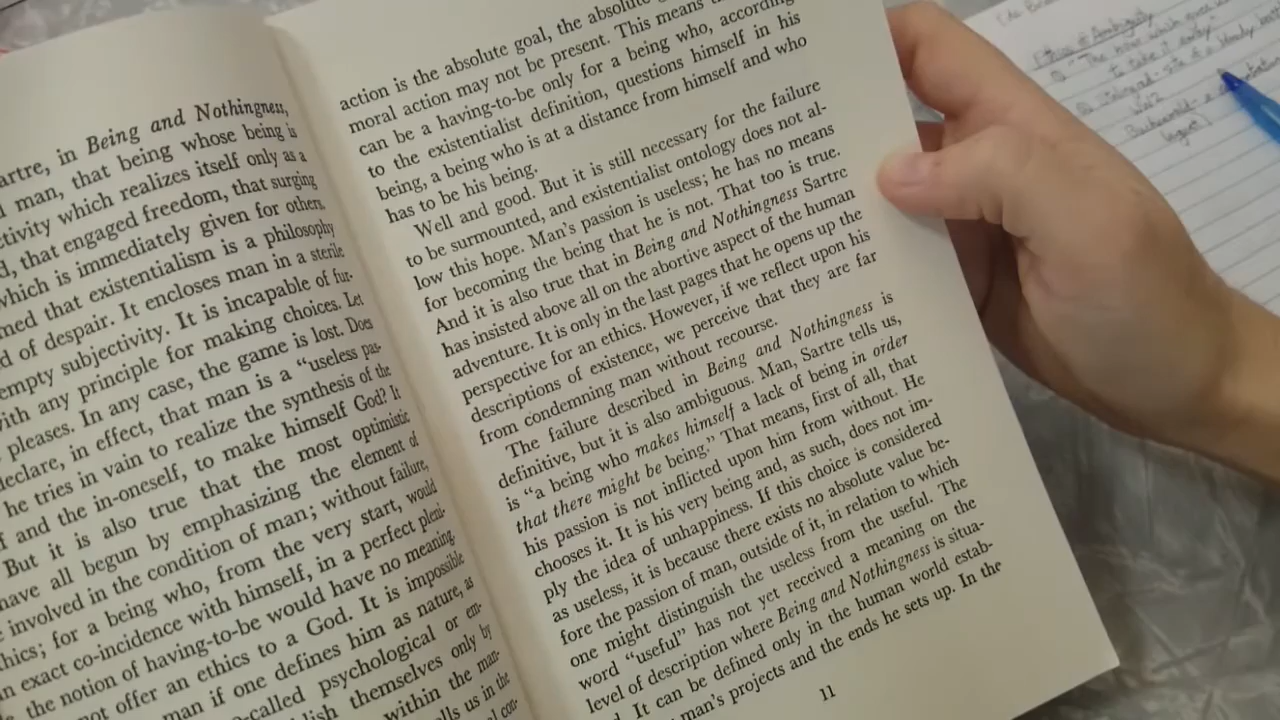 artre, in Being and Nothingness,
man, that being whose being is
ctivity which realizes itself only as a
d, that engaged freedom, that surging
which is immediately given for others.
med that existentialism is a philosophy
d of despair. It encloses man in a sterile
empty subjectivity. It is incapable of fur-
with any principle for making choices. Let
pleases. In any case, the game is lost. Does
declare, in effect, that man is a "useless pas-
he tries in vain to realize the synthesis of the
and the in-oneself, to make himself God? It
But it is also true that the most optimistic
have all begun by emphasizing the element of
involved in the condition of man; without failure,
thics; for a being who, from the very start, would
n exact co-incidence with himself, in a perfect pleni-
the notion of having-to-be would have no meaning.
not offer an ethics to a God. It is impossible
man if one defines him as nature, as
o-called psychological or em-
lish themselves only by
within the man-
ells us in the
al con-
action is the absolute goal, the absolute
moral action may not be present. This means
can be a having-to-be only for a being who, according
to the existentialist definition, questions himself in his
being, a being who is at a distance from himself and who
has to be his being.
Well and good. But it is still necessary for the failure
to be surmounted, and existentialist ontology does not al-
low this hope. Man's passion is useless; he has no means
for becoming the being that he is not. That too is true.
And it is also true that in Being and Nothingness Sartre
has insisted above all on the abortive aspect of the human
adventure. It is only in the last pages that he opens up the
perspective for an ethics. However, if we reflect upon his
descriptions of existence, we perceive that they are far
from condemning man without recourse.
The failure described in Being and Nothingness is
definitive, but it is also ambiguous. Man, Sartre tells us,
is "a being who makes himself a lack of being in order
that there might be being." That means, first of all, that
his passion is not inflicted upon him from without. He
chooses it. It is his very being and, as such, does not im-
ply the idea of unhappiness. If this choice is considered
as useless, it is because there exists no absolute value be-
fore the passion of man, outside of it, in relation to which
one might distinguish the useless from the useful. The
word "useful" has not yet received a meaning on the
level of description where Being and Nothingness is situa-
d. It can be defined only in the human world estab-
man's projects and the ends he sets up. In the
11
Ethics of Ambiguity
to take it away"